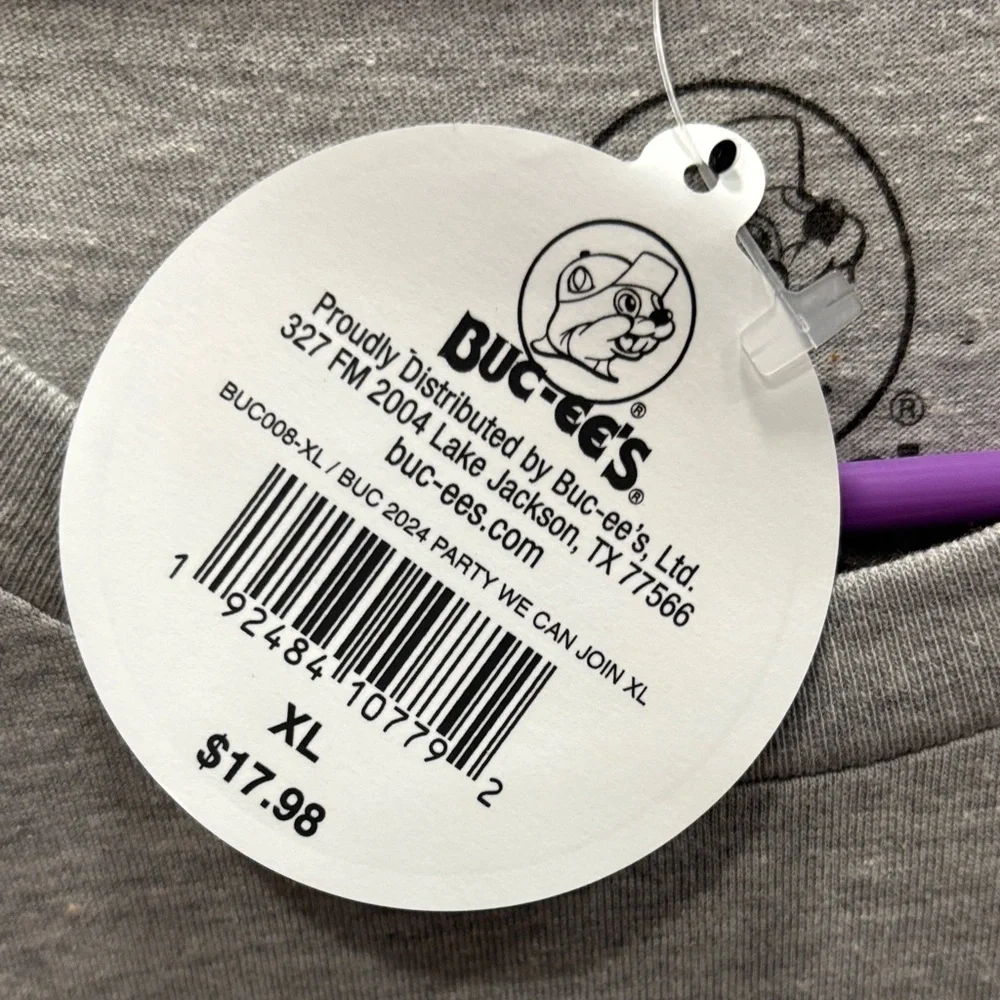 BUC-EE'S®
®
Proudly Distributed by Buc-ee's, Ltd.
327 FM 2004 Lake Jackson, TX 77566
buc-ees.com
BUC008-XL / BUC 2024 PARTY WE CAN JOIN XL
1 92484 10779 2
XL
$17.98
®